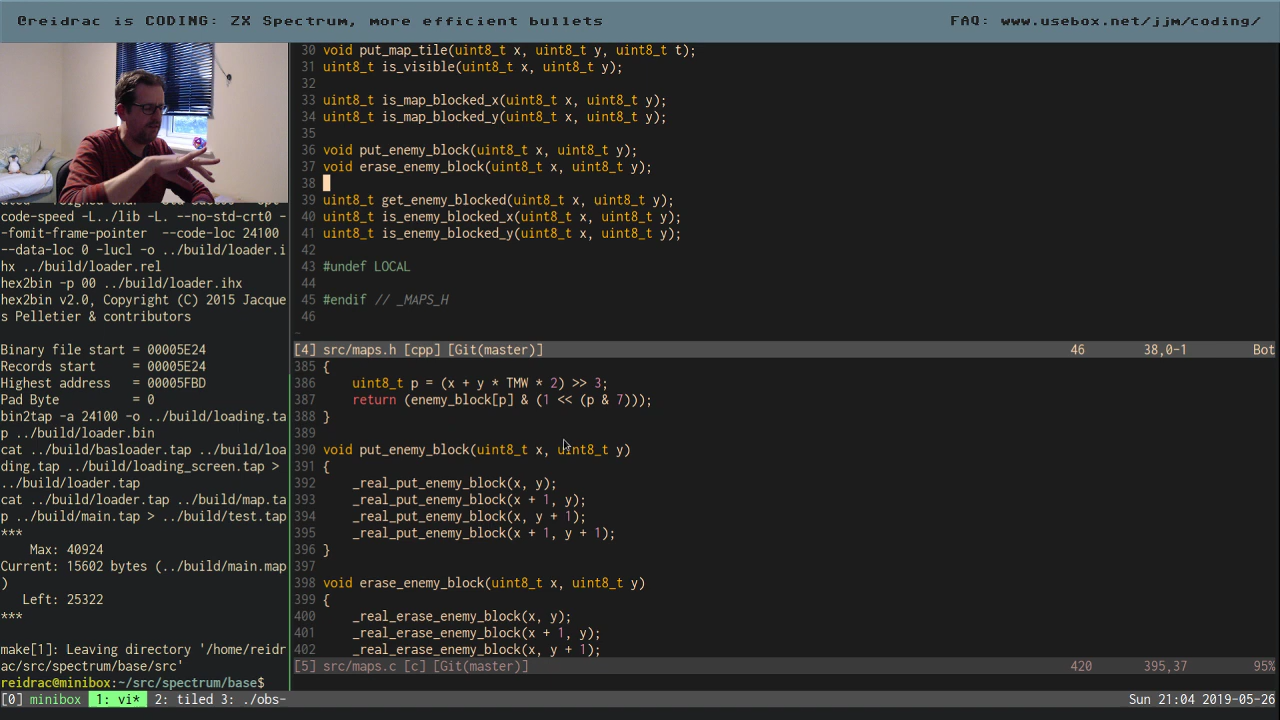 @reidrac is CODING: ZX Spectrum, more efficient bullets
FAQ: www.usebox.net/jjm/coding/
code-speed -L../lib -L. --no-std-crt0 -
-fomit-frame-pointer  --code-loc 24100
--data-loc 0 -lucl -o ../build/loader.i
hx ../build/loader.rel
hex2bin -p 00 ../build/loader.ihx
hex2bin v2.0, Copyright (C) 2015 Jacque
s Pelletier & contributors
Binary file start = 00005E24
Records start     = 00005E24
Highest address   = 00005FBD
Pad Byte          = 0
bin2tap -a 24100 -o ../build/loading.ta
p ../build/loader.bin
cat ../build/basloader.tap ../build/loa
ding.tap ../build/loading_screen.tap >
../build/loader.tap
cat ../build/loader.tap ../build/map.ta
p ../build/main.tap > ../build/test.tap
***
    Max: 40924
Current: 15602 bytes (../build/main.map
)
   Left: 25322
***
make[1]: Leaving directory '/home/reidr
ac/src/spectrum/base/src'
reidrac@minibox:~/src/spectrum/base$
30 void put_map_tile(uint8_t x, uint8_t y, uint8_t t);
31 uint8_t is_visible(uint8_t x, uint8_t y);
32
33 uint8_t is_map_blocked_x(uint8_t x, uint8_t y);
34 uint8_t is_map_blocked_y(uint8_t x, uint8_t y);
35
36 void put_enemy_block(uint8_t x, uint8_t y);
37 void erase_enemy_block(uint8_t x, uint8_t y);
38
39 uint8_t get_enemy_blocked(uint8_t x, uint8_t y);
40 uint8_t is_enemy_blocked_x(uint8_t x, uint8_t y);
41 uint8_t is_enemy_blocked_y(uint8_t x, uint8_t y);
42
43 #undef LOCAL
44
45 #endif // _MAPS_H
46
~
[4] src/maps.h [cpp] [Git(master)] 46 38,0-1 Bot
385 {
386     uint8_t p = (x + y * TMW * 2) >> 3;
387     return (enemy_block[p] & (1 << (p & 7)));
388 }
389
390 void put_enemy_block(uint8_t x, uint8_t y)
391 {
392     _real_put_enemy_block(x, y);
393     _real_put_enemy_block(x + 1, y);
394     _real_put_enemy_block(x, y + 1);
395     _real_put_enemy_block(x + 1, y + 1);
396 }
397
398 void erase_enemy_block(uint8_t x, uint8_t y)
399 {
400     _real_erase_enemy_block(x, y);
401     _real_erase_enemy_block(x + 1, y);
402     _real_erase_enemy_block(x, y + 1);
[5] src/maps.c [c] [Git(master)] 420 395,37 95%
[0] minibox 1: vi* 2: tiled 3: ./obs- Sun 21:04 2019-05-26